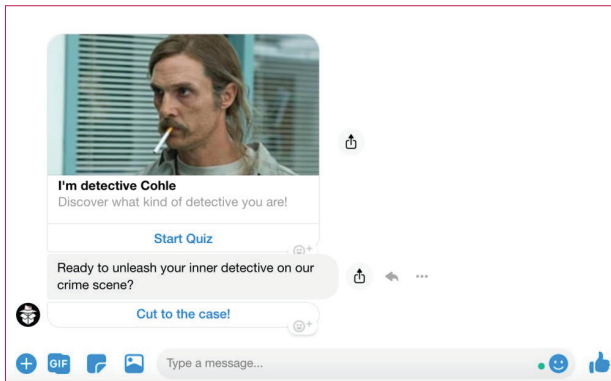 I'm detective Cohle
Discover what kind of detective you are!
Start Quiz
Ready to unleash your inner detective on our
crime scene?
Cut to the case!
GIF
Type a message...